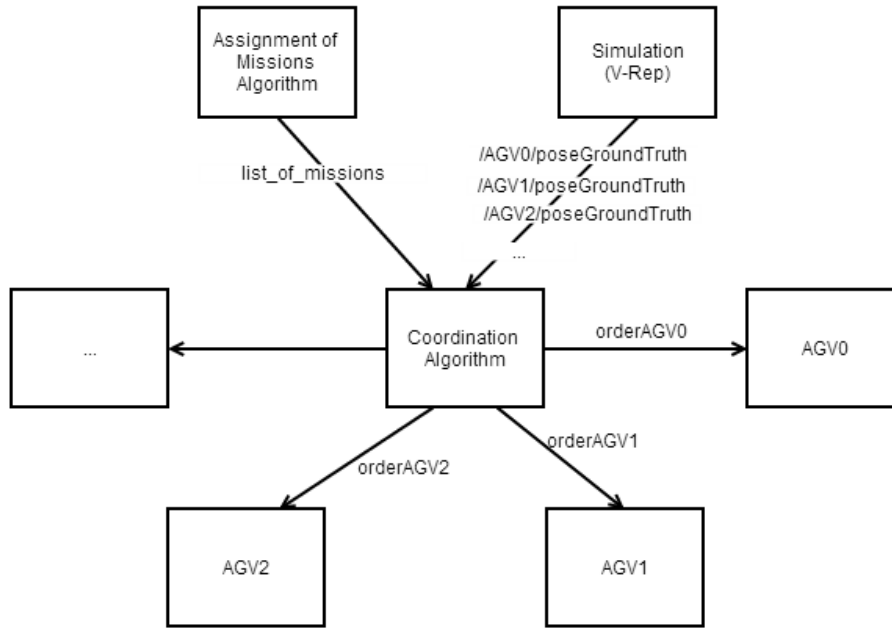 Assignment of
Missions
Algorithm
Simulation
(V-Rep)
list_of_missions
/AGV0/poseGroundTruth
/AGV1/poseGroundTruth
/AGV2/poseGroundTruth
...
...
Coordination
Algorithm
orderAGV0
AGV0
orderAGV2
orderAGV1
AGV2
AGV1